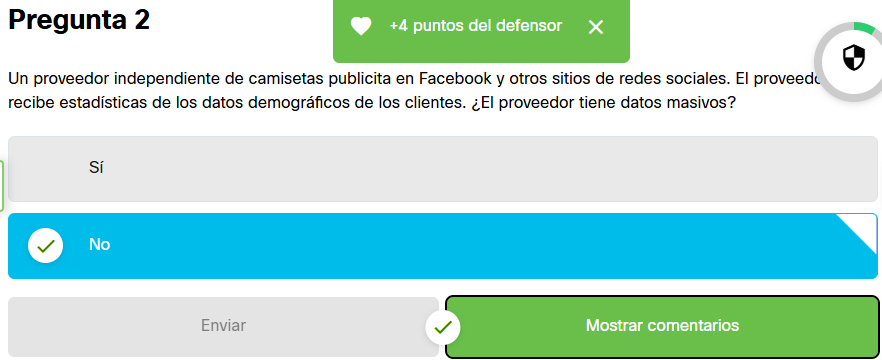 Pregunta 2
+4 puntos del defensor
Un proveedor independiente de camisetas publicita en Facebook y otros sitios de redes sociales. El
recibe estadísticas de los datos demográficos de los clientes. ¿El proveedor tiene datos masivos?
Sí
No
Enviar
Mostrar comentarios